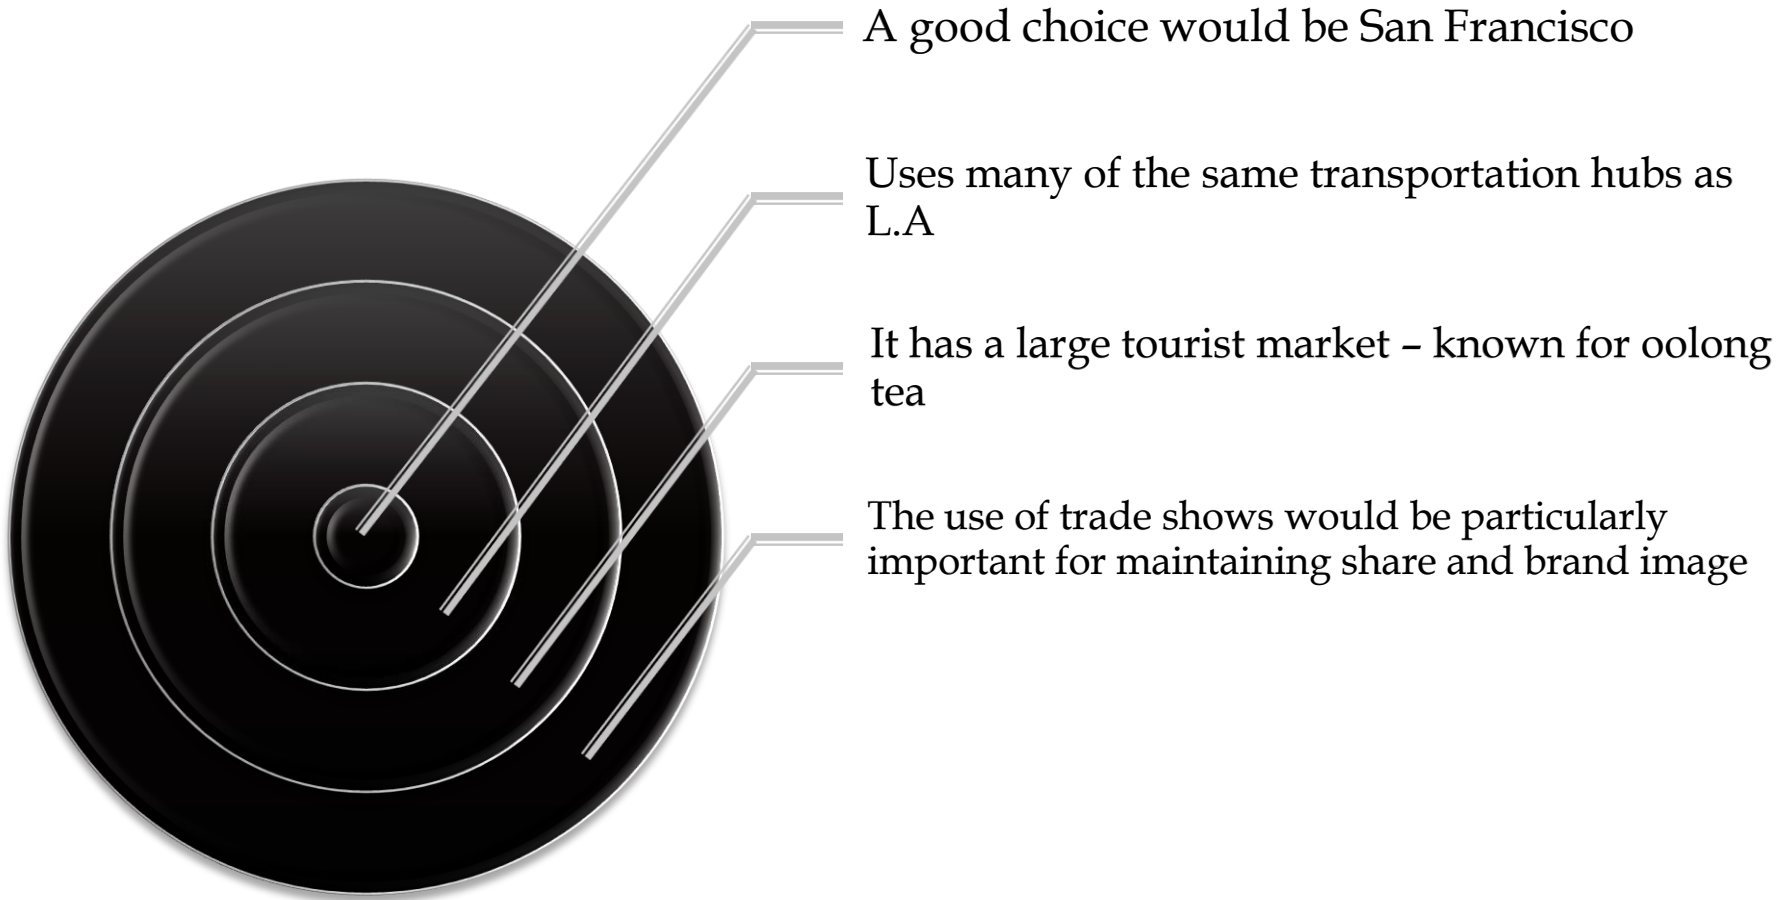 A good choice would be San Francisco
Uses many of the same transportation hubs as
L.A
It has a large tourist market – known for oolong
tea
The use of trade shows would be particularly
important for maintaining share and brand image